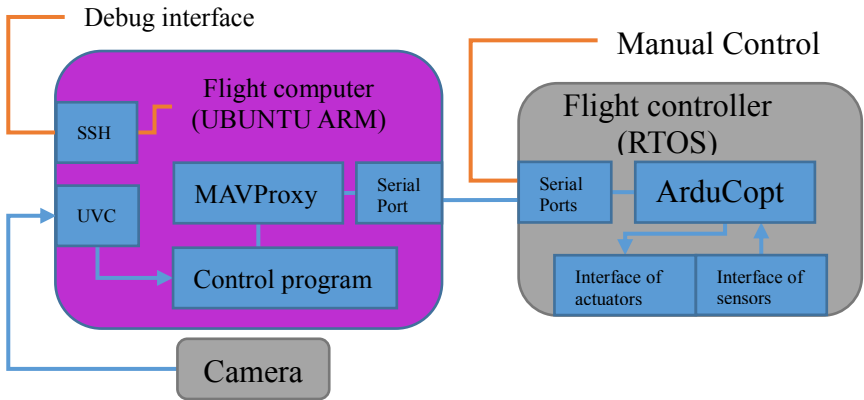 Debug interface
Manual Control
Flight computer
(UBUNTU ARM)
Flight controller
(RTOS)
SSH
MAVProxy
Serial
Port
Serial
Ports
ArduCopt
UVC
Control program
Interface of
actuators
Interface of
sensors
Camera